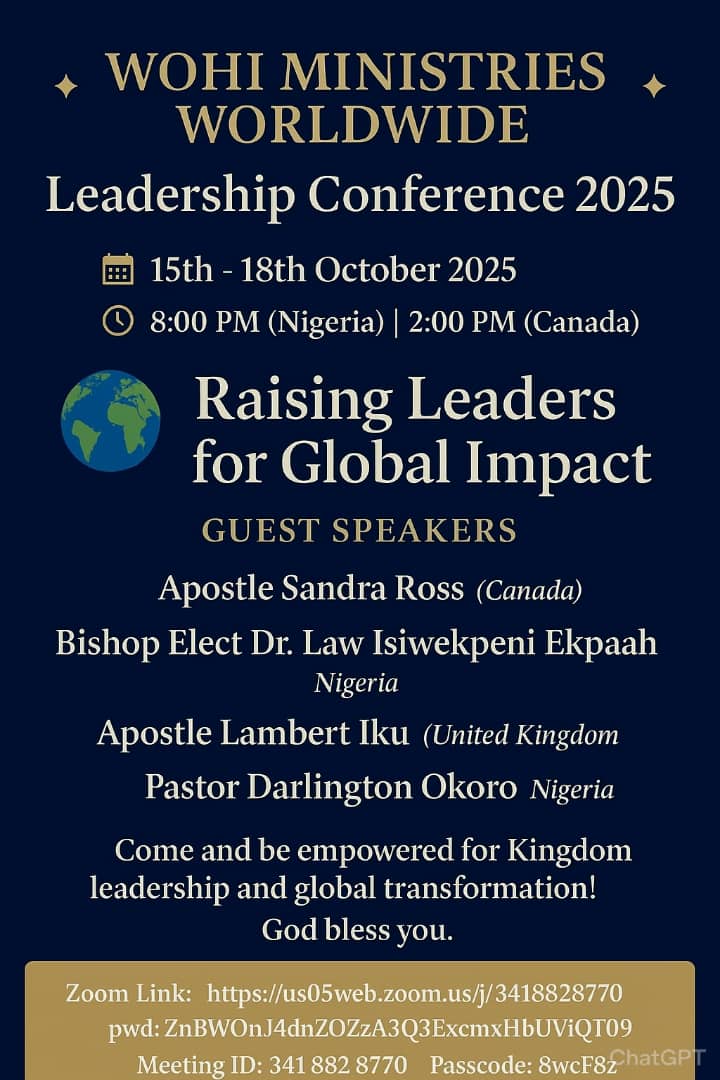 WOHI MINISTRIES
WORLDWIDE
Leadership Conference 2025
15th - 18th October 2025
8:00 PM (Nigeria) | 2:00 PM (Canada)
Raising Leaders
for Global Impact
GUEST SPEAKERS
Apostle Sandra Ross (Canada)
Bishop Elect Dr. Law Isiwekpeni Ekpaah
Nigeria
Apostle Lambert Iku (United Kingdom
Pastor Darlington Okoro Nigeria
Come and be empowered for Kingdom
leadership and global transformation!
God bless you.
Zoom Link: https://us05web.zoom.us/j/3418828770
pwd: ZnBWOnJ4dnZOZzA3Q3ExcmxHbUViQT09
Meeting ID: 341 882 8770 Passcode: 8wcF8z
ChatGPT